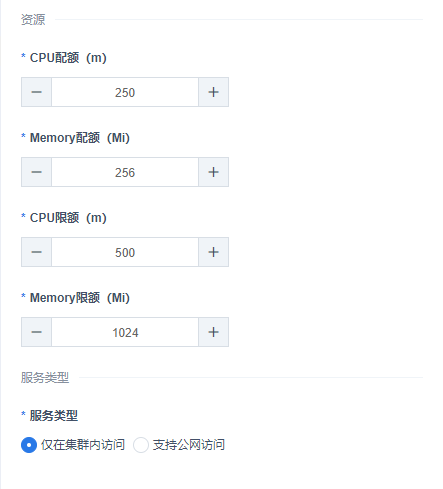 资源
* CPU配额（m）
− 250 +
* Memory配额（Mi）
− 256 +
* CPU限额（m）
− 500 +
* Memory限额（Mi）
− 1024 +
服务类型
* 服务类型
仅在集群内访问 支持公网访问